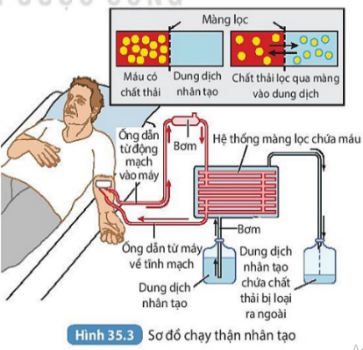 Màng lọc
Máu có
chất thải
Dung dịch
nhân tạo
Chất thải lọc qua màng
vào dung dịch
Ống dẫn
từ động
mạch
vào máy
Bơm
Hệ thống màng lọc chứa máu
Ống dẫn từ máy
về tĩnh mạch
Bơm
Dung dịch
nhân tạo
Dung dịch
nhân tạo
chứa chất
thải bị loại
ra ngoài
Hình 35.3 Sơ đồ chạy thận nhân tạo